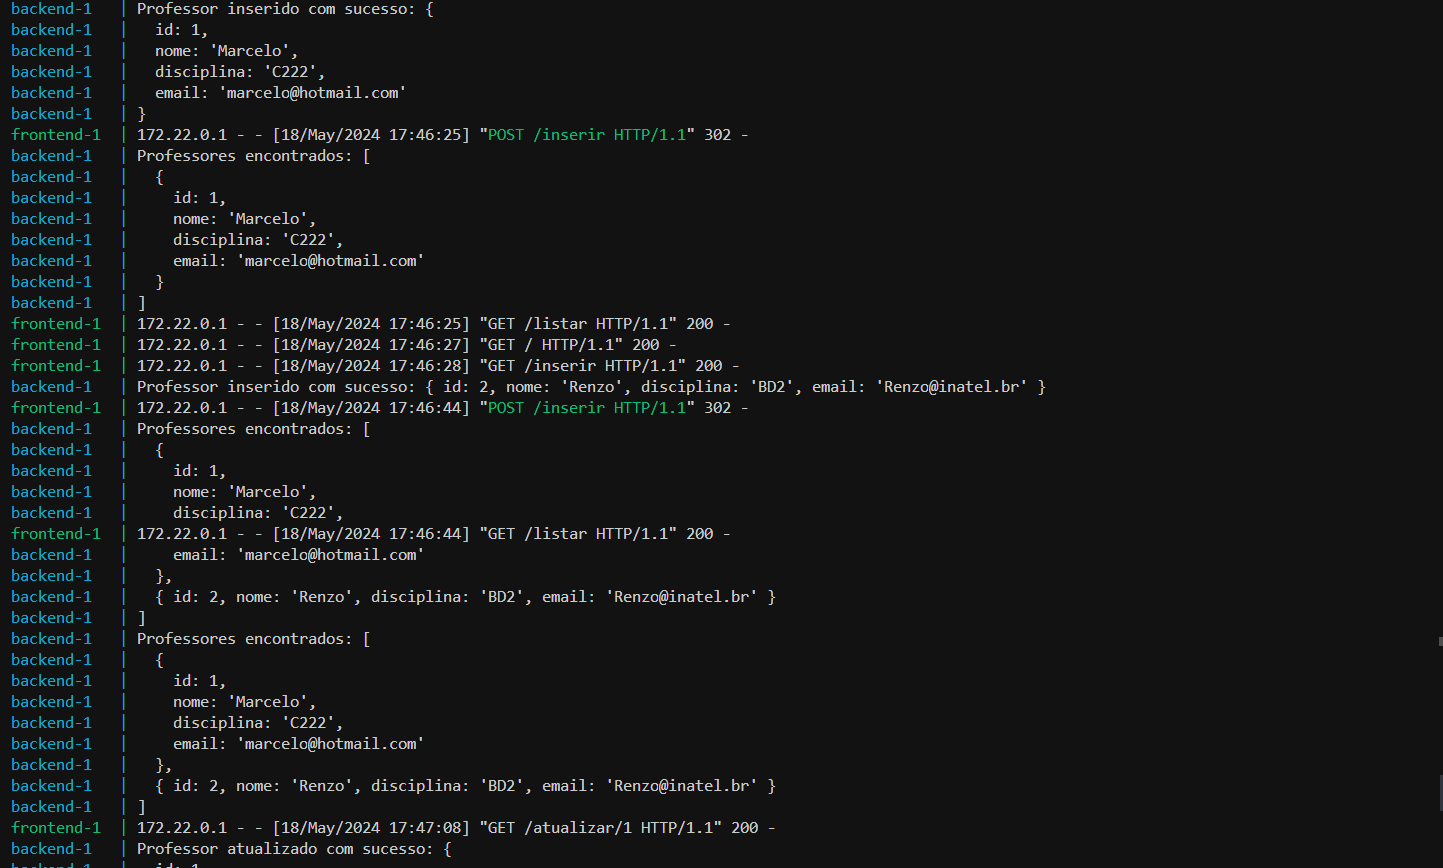 backend-1   | Professor inserido com sucesso: {
backend-1   |   id: 1,
backend-1   |   nome: 'Marcelo',
backend-1   |   disciplina: 'C222',
backend-1   |   email: 'marcelo@hotmail.com'
backend-1   | }
frontend-1  | 172.22.0.1 - - [18/May/2024 17:46:25] "POST /inserir HTTP/1.1" 302 -
backend-1   | Professores encontrados: [
backend-1   |   {
backend-1   |     id: 1,
backend-1   |     nome: 'Marcelo',
backend-1   |     disciplina: 'C222',
backend-1   |     email: 'marcelo@hotmail.com'
backend-1   |   }
backend-1   | ]
frontend-1  | 172.22.0.1 - - [18/May/2024 17:46:25] "GET /listar HTTP/1.1" 200 -
frontend-1  | 172.22.0.1 - - [18/May/2024 17:46:27] "GET / HTTP/1.1" 200 -
frontend-1  | 172.22.0.1 - - [18/May/2024 17:46:28] "GET /inserir HTTP/1.1" 200 -
backend-1   | Professor inserido com sucesso: { id: 2, nome: 'Renzo', disciplina: 'BD2', email: 'Renzo@inatel.br' }
frontend-1  | 172.22.0.1 - - [18/May/2024 17:46:44] "POST /inserir HTTP/1.1" 302 -
backend-1   | Professores encontrados: [
backend-1   |   {
backend-1   |     id: 1,
backend-1   |     nome: 'Marcelo',
backend-1   |     disciplina: 'C222',
frontend-1  | 172.22.0.1 - - [18/May/2024 17:46:44] "GET /listar HTTP/1.1" 200 -
backend-1   |     email: 'marcelo@hotmail.com'
backend-1   |   },
backend-1   |   { id: 2, nome: 'Renzo', disciplina: 'BD2', email: 'Renzo@inatel.br' }
backend-1   | ]
backend-1   | Professores encontrados: [
backend-1   |   {
backend-1   |     id: 1,
backend-1   |     nome: 'Marcelo',
backend-1   |     disciplina: 'C222',
backend-1   |     email: 'marcelo@hotmail.com'
backend-1   |   },
backend-1   |   { id: 2, nome: 'Renzo', disciplina: 'BD2', email: 'Renzo@inatel.br' }
backend-1   | ]
frontend-1  | 172.22.0.1 - - [18/May/2024 17:47:08] "GET /atualizar/1 HTTP/1.1" 200 -
backend-1   | Professor atualizado com sucesso: {